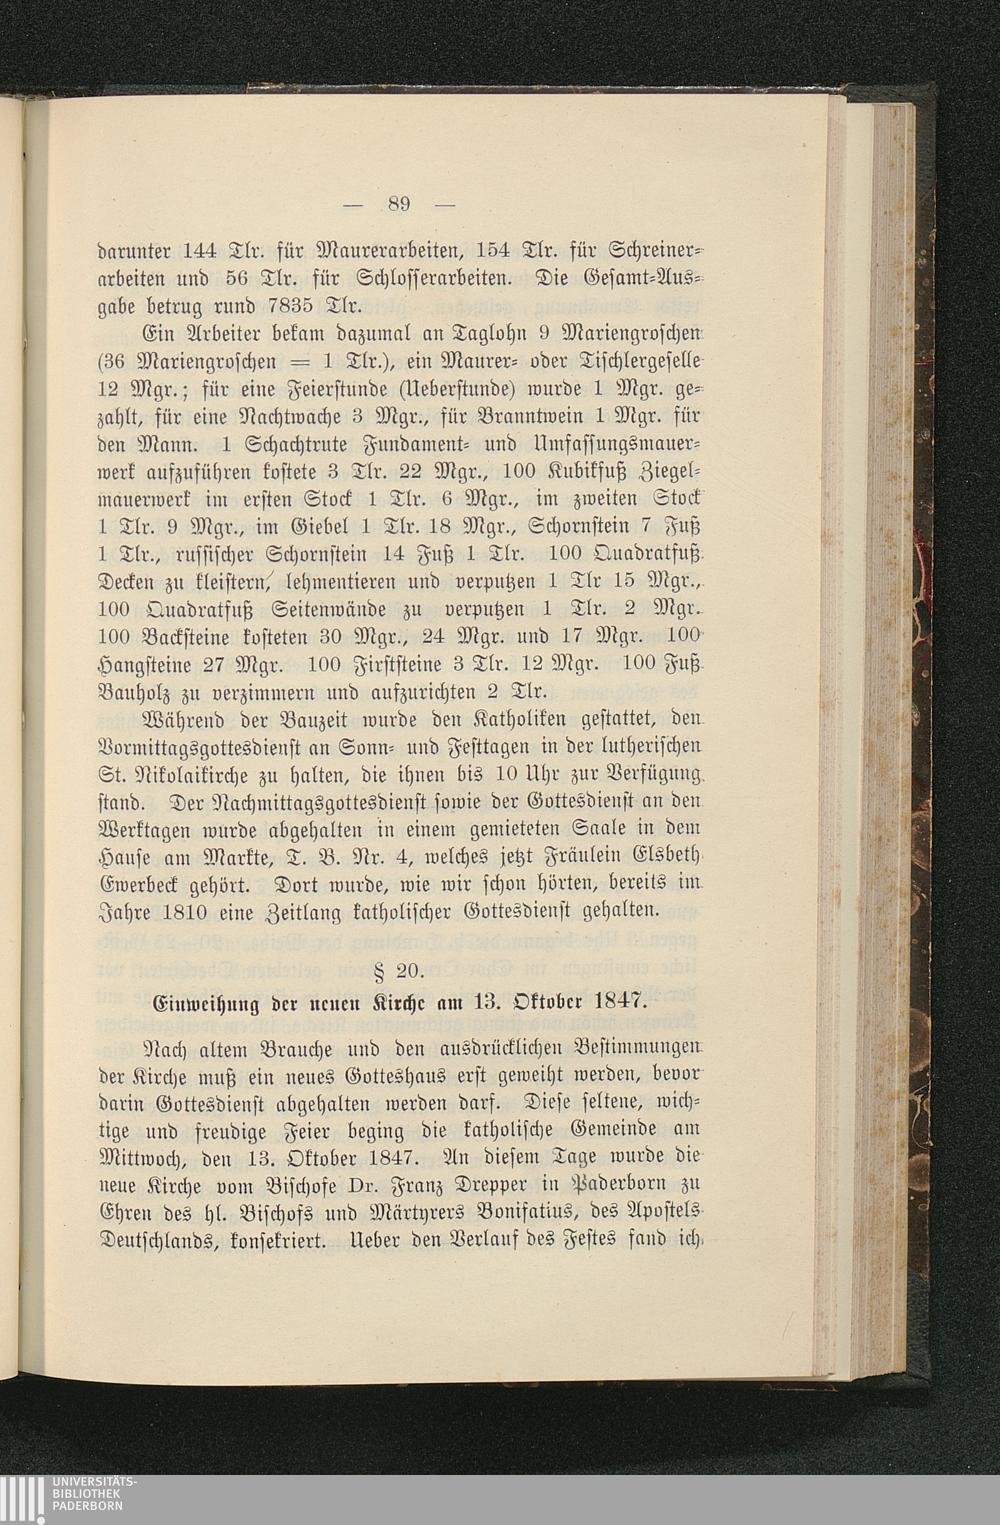 — 89 —
darunter 144 Tlr. für Maurerarbeiten, 154 Tlr. für Schreiner-
arbeiten und 56 Tlr. für Schlosserarbeiten. Die Gesamt-Aus-
gabe betrug rund 7835 Tlr.
Ein Arbeiter bekam dazumal an Taglohn 9 Mariengroschen
(36 Mariengroschen = 1 Tlr.), ein Maurer- oder Tischlergeselle
12 Mgr.; für eine Feierstunde (Ueberstunde) wurde 1 Mgr. ge-
zahlt, für eine Nachtwache 3 Mgr., für Branntwein 1 Mgr. für
den Mann. 1 Schachtrute Fundament- und Umfassungsmauer-
werk aufzuführen kostete 3 Tlr. 22 Mgr., 100 Kubikfuß Ziegel-
mauerwerk im ersten Stock 1 Tlr. 6 Mgr., im zweiten Stock
1 Tlr. 9 Mgr., im Giebel 1 Tlr. 18 Mgr., Schornstein 7 Fuß
1 Tlr., russischer Schornstein 14 Fuß 1 Tlr. 100 Quadratfuß
Decken zu kleistern, lehmentieren und verputzen 1 Tlr 15 Mgr.,
100 Quadratfuß Seitenwände zu verputzen 1 Tlr. 2 Mgr.
100 Backsteine kosteten 30 Mgr., 24 Mgr. und 17 Mgr. 100
Hangsteine 27 Mgr. 100 Firststeine 3 Tlr. 12 Mgr. 100 Fuß
Bauholz zu verzimmern und aufzurichten 2 Tlr.
Während der Bauzeit wurde den Katholiken gestattet, den
Vormittagsgottesdienst an Sonn- und Festtagen in der lutherischen
St. Nikolaikirche zu halten, die ihnen bis 10 Uhr zur Verfügung
stand. Der Nachmittagsgottesdienst sowie der Gottesdienst an den
Werktagen wurde abgehalten in einem gemieteten Saale in dem
Hause am Markte, T. B. Nr. 4, welches jetzt Fräulein Elsbeth
Ewerbeck gehört. Dort wurde, wie wir schon hörten, bereits im
Jahre 1810 eine Zeitlang katholischer Gottesdienst gehalten.
§ 20.
Einweihung der neuen Kirche am 13. Oktober 1847.
Nach altem Brauche und den ausdrücklichen Bestimmungen
der Kirche muß ein neues Gotteshaus erst geweiht werden, bevor
darin Gottesdienst abgehalten werden darf. Diese seltene, wich-
tige und freudige Feier beging die katholische Gemeinde am
Mittwoch, den 13. Oktober 1847. An diesem Tage wurde die
neue Kirche vom Bischofe Dr. Franz Drepper in Paderborn zu
Ehren des hl. Bischofs und Märtyrers Bonifatius, des Apostels
Deutschlands, konsekriert. Ueber den Verlauf des Festes fand ich
UNIVERSITÄTS-
BIBLIOTHEK
PADERBORN